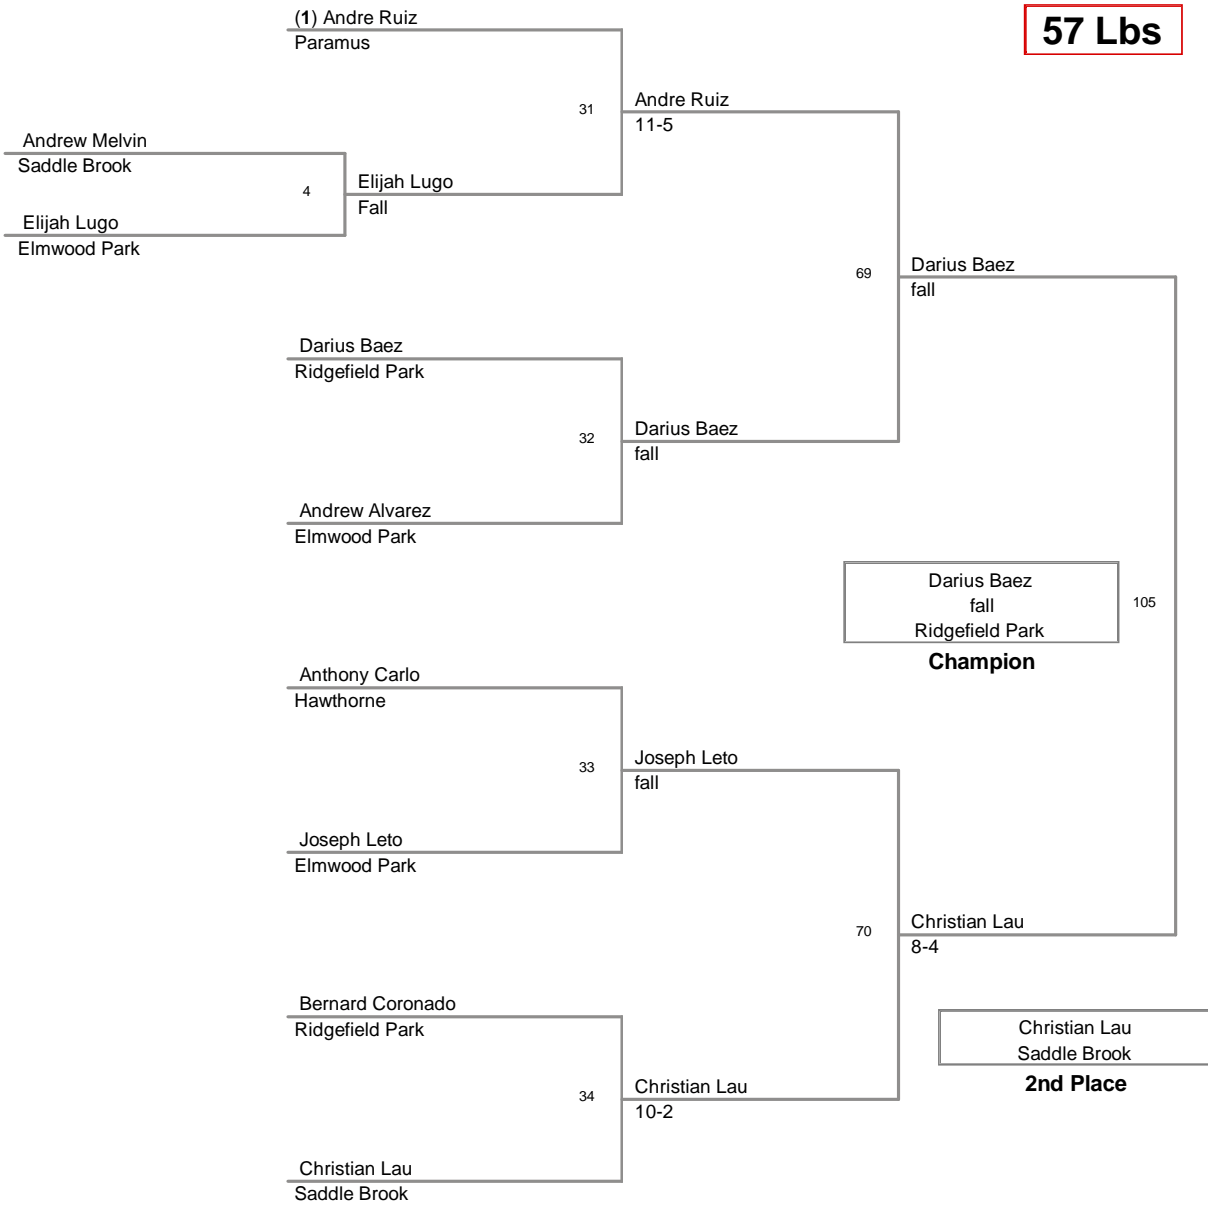 (1) Andre Ruiz
Paramus
57 Lbs
31
Andre Ruiz
11-5
Andrew Melvin
Saddle Brook
4
Elijah Lugo
Fall
Elijah Lugo
Elmwood Park
69
Darius Baez
fall
Darius Baez
Ridgefield Park
32
Darius Baez
fall
Andrew Alvarez
Elmwood Park
Darius Baez
fall
Ridgefield Park
105
Champion
Anthony Carlo
Hawthorne
33
Joseph Leto
fall
Joseph Leto
Elmwood Park
70
Christian Lau
8-4
Bernard Coronado
Ridgefield Park
Christian Lau
Saddle Brook
2nd Place
34
Christian Lau
10-2
Christian Lau
Saddle Brook